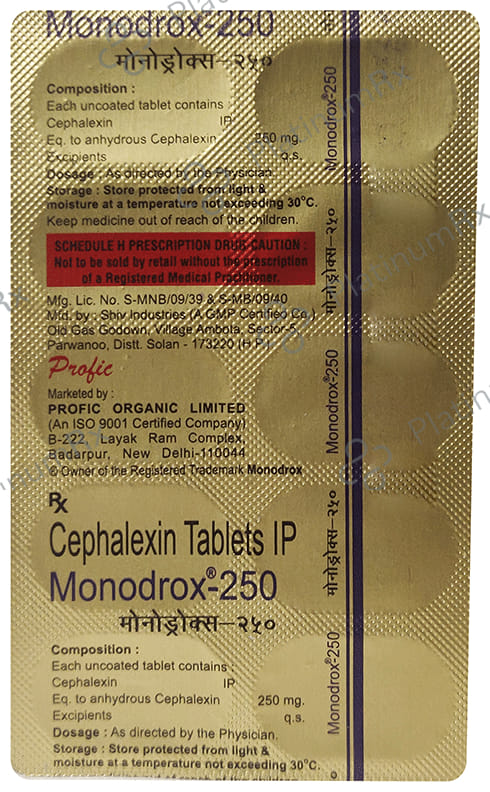 Monodrox-250
मोनोड्रोक्स–२५०
Composition :
Each uncoated tablet contains :
Cephalexin IP
Eq. to anhydrous Cephalexin 250 mg.
Excipients q.s.
Dosage : As directed by the Physician.
Storage : Store protected from light &
moisture at a temperature not exceeding 30°C.
Keep medicine out of reach of the children.
SCHEDULE H PRESCRIPTION DRUG CAUTION :
Not to be sold by retail without the prescription
of a Registered Medical Practitioner.
Mfg. Lic. No. S-MNB/09/39 & S-MB/09/40
Mfd. by : Shiv Industries (A GMP Certified Co.)
Old Gas Godown, Village Ambota, Sector-5,
Parwanoo, Distt. Solan - 173220 (H.P.)
Profic
Marketed by :
PROFIC ORGANIC LIMITED
(An ISO 9001 Certified Company)
B-222, Layak Ram Complex,
Badarpur, New Delhi-110044
® Owner of the Registered Trademark Monodrox
Rx
Cephalexin Tablets IP
Monodrox®-250
मोनोड्रोक्स–२५०
Composition :
Each uncoated tablet contains :
Cephalexin IP
Eq. to anhydrous Cephalexin 250 mg.
Excipients q.s.
Dosage : As directed by the Physician.
Storage : Store protected from light &
moisture at a temperature not exceeding 30°C.
Monodrox®-250
मोनोड्रोक्स–२५०
Monodrox®-250
मोनोड्रोक्स–२५०
Monodrox®-250
PlatinumRx